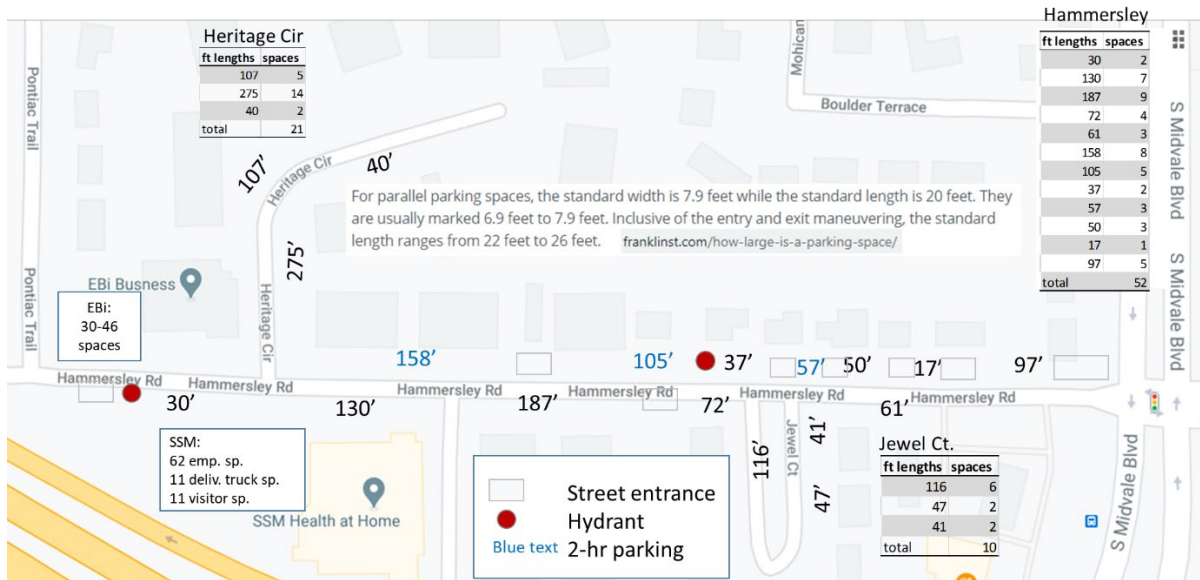 Hammersley
ft lengths spaces
30 2
130 7
187 9
72 4
61 3
158 8
105 5
37 2
57 3
50 3
17 1
97 5
total 52
Heritage Cir
ft lengths spaces
107 5
275 14
40 2
total 21
Pontiac Trail
Mohican
Boulder Terrace
S Midvale Blvd
107’
Heritage Cir
40’
For parallel parking spaces, the standard width is 7.9 feet while the standard length is 20 feet. They
are usually marked 6.9 feet to 7.9 feet. Inclusive of the entry and exit maneuvering, the standard
length ranges from 22 feet to 26 feet. franklinst.com/how-large-is-a-parking-space/
275’
Pontiac Trail
EBi Busness
Heritage Cir
S Midvale Blvd
EBi:
30-46
spaces
158’
105’
37’
57’
50’
17’
97’
Hammersley Rd
Hammersley Rd
Hammersley Rd
Hammersley Rd
Hammersley Rd
Hammersley Rd
30’
130’
187’
72’
61’
SSM:
62 emp. sp.
11 deliv. truck sp.
11 visitor sp.
116’
Jewel Ct
41’
47’
Jewel Ct.
ft lengths spaces
116 6
47 2
41 2
total 10
SSM Health at Home
Street entrance
Hydrant
Blue text 2-hr parking
S Midvale Blvd